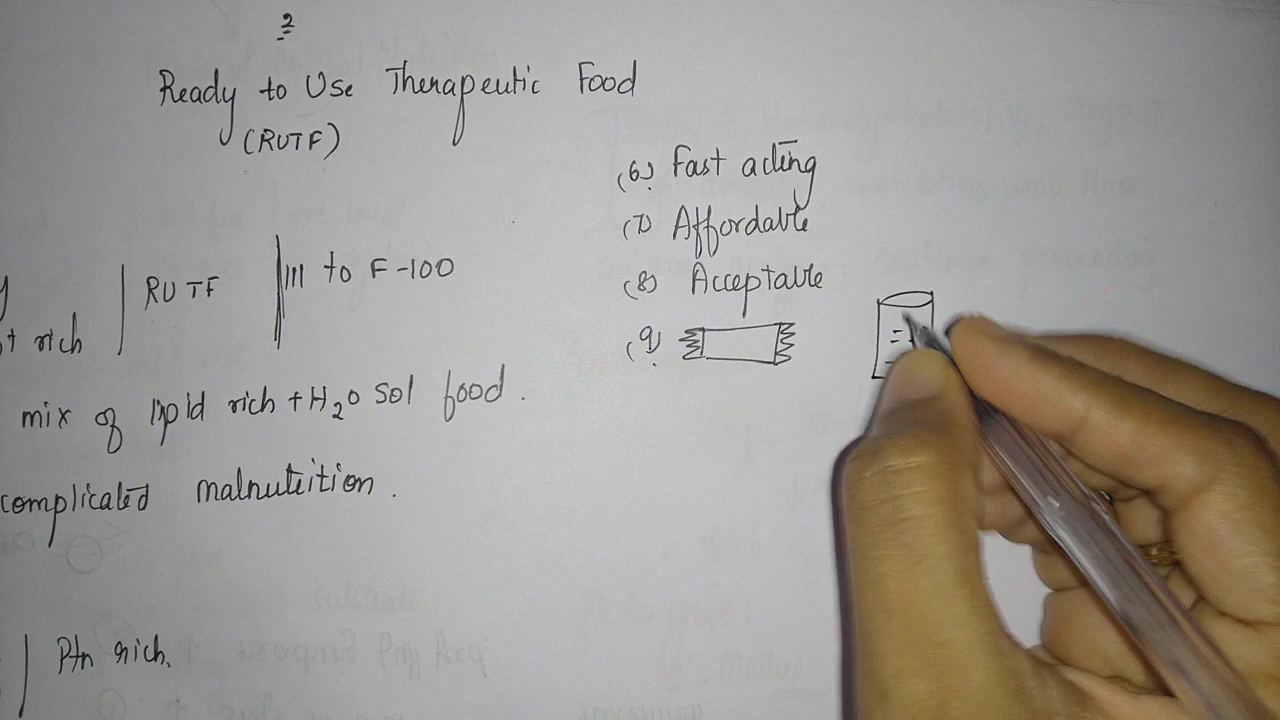 2
Ready to Use Therapeutic Food
(RUTF)
(6) Fast acting
(7) Affordable
(8) Acceptable
(9)
RUTF
||| to F-100
rich
mix of lipid rich + H2O sol food.
complicated malnutrition.
Ptn rich.